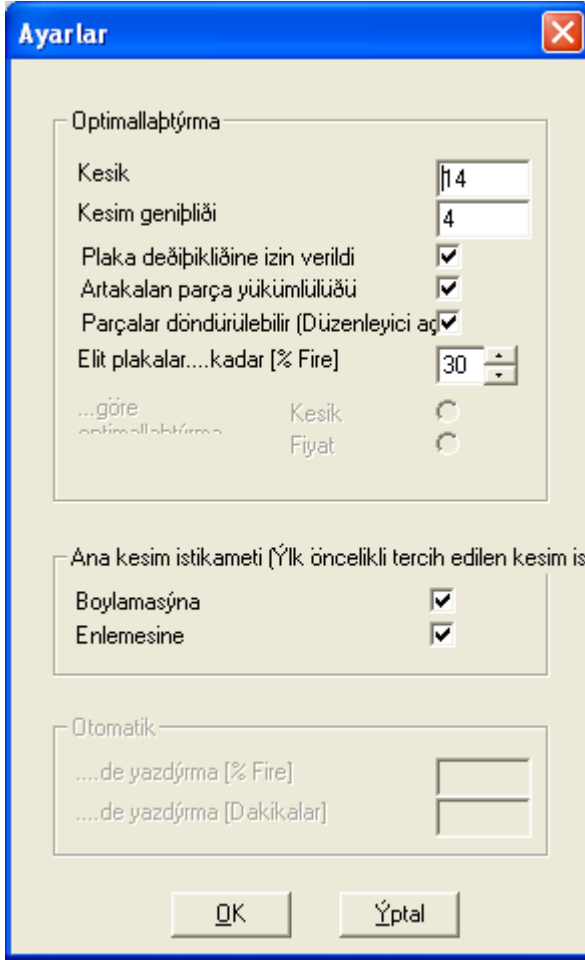 Ayarlar
Optimallaþtýrma
Kesik 14
Kesim geniþliði 4
Plaka deðiþikliðine izin verildi
Artakalan parça yükümlülüðü
Parçalar döndürülebilir (Düzenleyici aç
Elit plakalar....kadar [% Fire] 30
...göre Kesik
optimallaþtýrma
Fiyat
Ana kesim istikameti (Ýlk öncelikli tercih edilen kesim is
Boylamasýna
Enlemesine
Otomatik
....de yazdýrma [% Fire]
....de yazdýrma [Dakikalar]
OK Ýptal